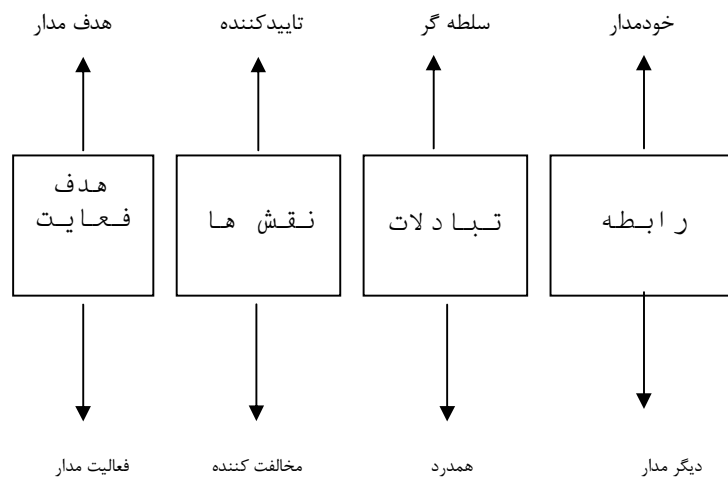 خودمدار
سلطه گر
تاییدکننده
هدف مدار
رابطه
تبادلات
نقش ها
هدف
فعایت
دیگر مدار
همدرد
مخالفت کننده
فعالیت مدار